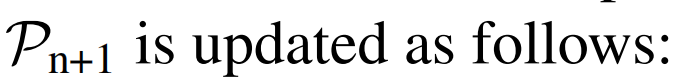 𝒫ₙ₊₁ is updated as follows: